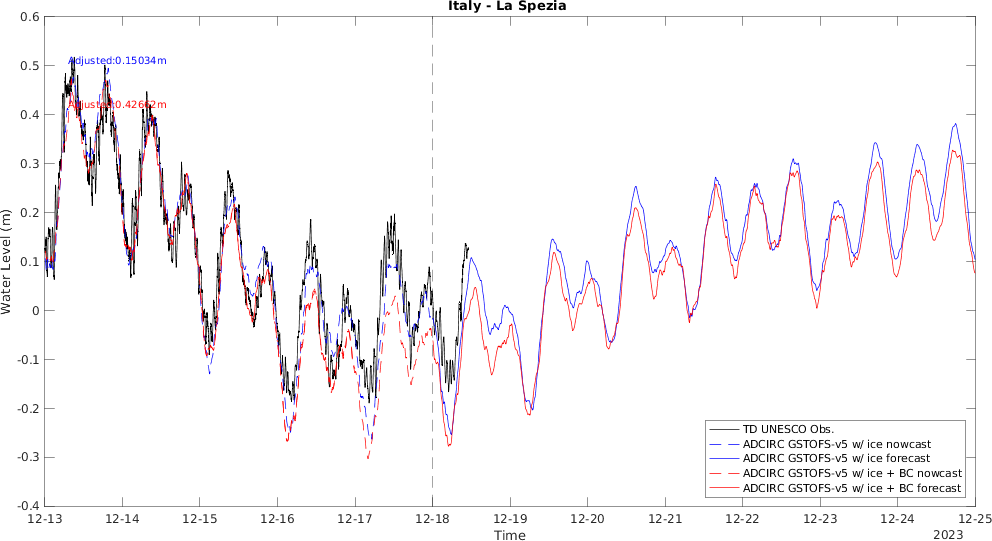 Italy - La Spezia
0.6
0.5
0.4
0.3
0.2
0.1
0
-0.1
-0.2
-0.3
-0.4
Water Level (m)
Adjusted:0.15034m
Adjusted:0.42662m
TD UNESCO Obs.
ADCIRC GSTOFS-v5 w/ ice nowcast
ADCIRC GSTOFS-v5 w/ ice forecast
ADCIRC GSTOFS-v5 w/ ice + BC nowcast
ADCIRC GSTOFS-v5 w/ ice + BC forecast
12-13 12-14 12-15 12-16 12-17 12-18 12-19 12-20 12-21 12-22 12-23 12-24 12-25
Time
2023